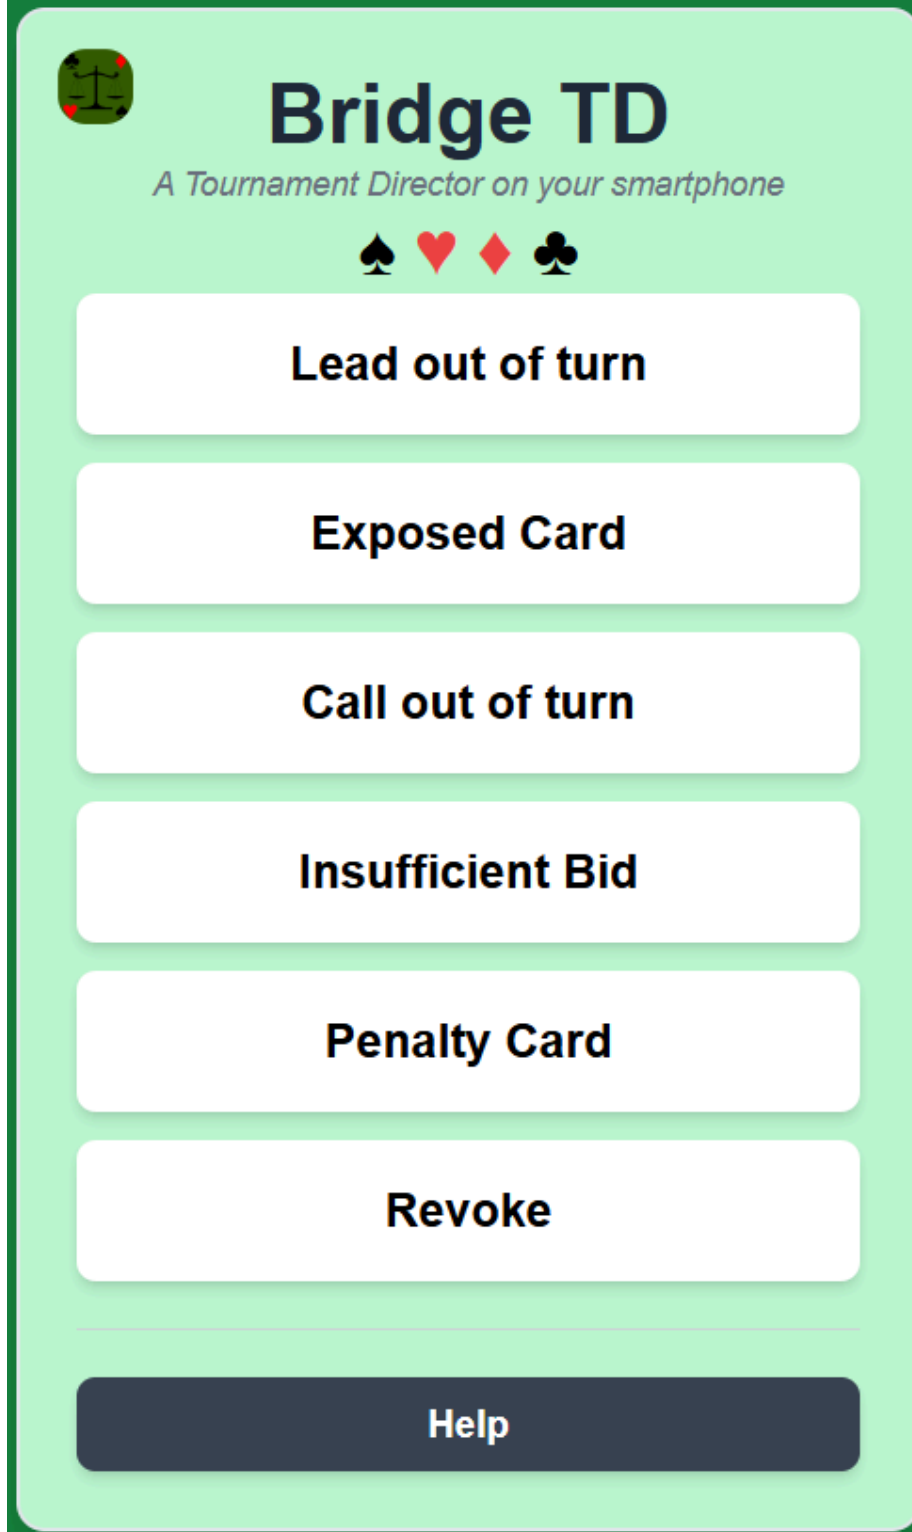 Bridge TD
A Tournament Director on your smartphone
♠ ♥ ♦ ♣
Lead out of turn
Exposed Card
Call out of turn
Insufficient Bid
Penalty Card
Revoke
Help